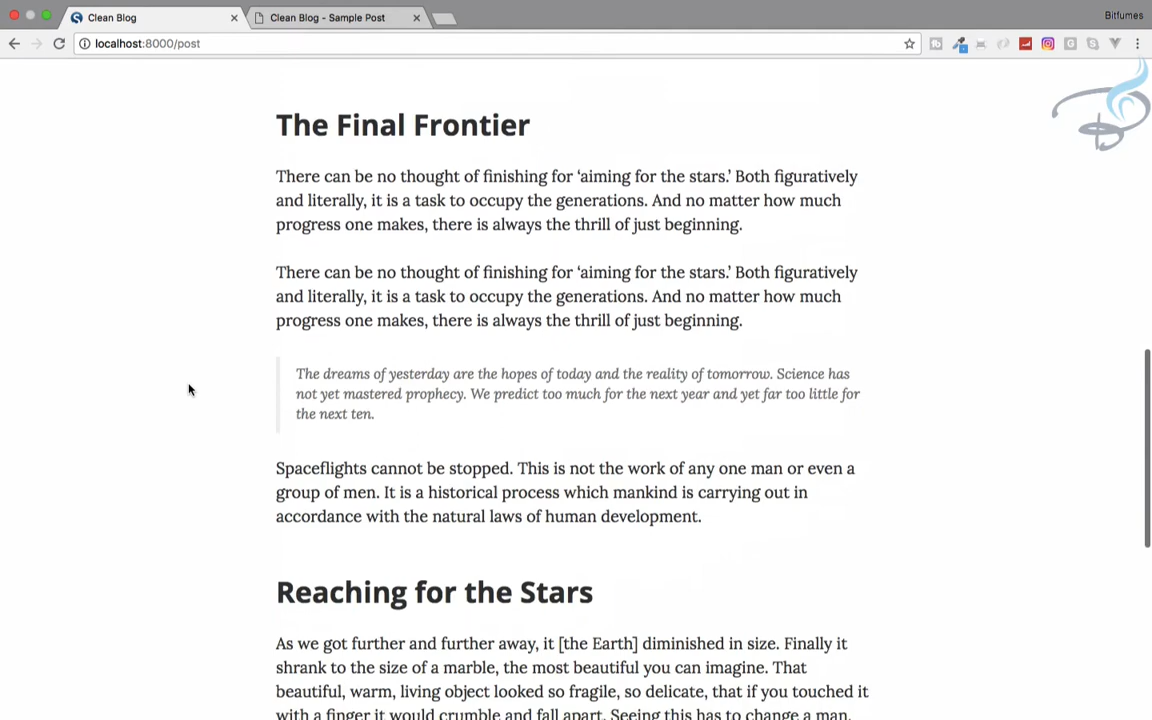 Clean Blog
Clean Blog - Sample Post
Bitfumes
localhost:8000/post
The Final Frontier
There can be no thought of finishing for ‘aiming for the stars.’ Both figuratively
and literally, it is a task to occupy the generations. And no matter how much
progress one makes, there is always the thrill of just beginning.
There can be no thought of finishing for ‘aiming for the stars.’ Both figuratively
and literally, it is a task to occupy the generations. And no matter how much
progress one makes, there is always the thrill of just beginning.
The dreams of yesterday are the hopes of today and the reality of tomorrow. Science has
not yet mastered prophecy. We predict too much for the next year and yet far too little for
the next ten.
Spaceflights cannot be stopped. This is not the work of any one man or even a
group of men. It is a historical process which mankind is carrying out in
accordance with the natural laws of human development.
Reaching for the Stars
As we got further and further away, it [the Earth] diminished in size. Finally it
shrank to the size of a marble, the most beautiful you can imagine. That
beautiful, warm, living object looked so fragile, so delicate, that if you touched it
with a finger it would crumble and fall apart. Seeing this has to change a man.